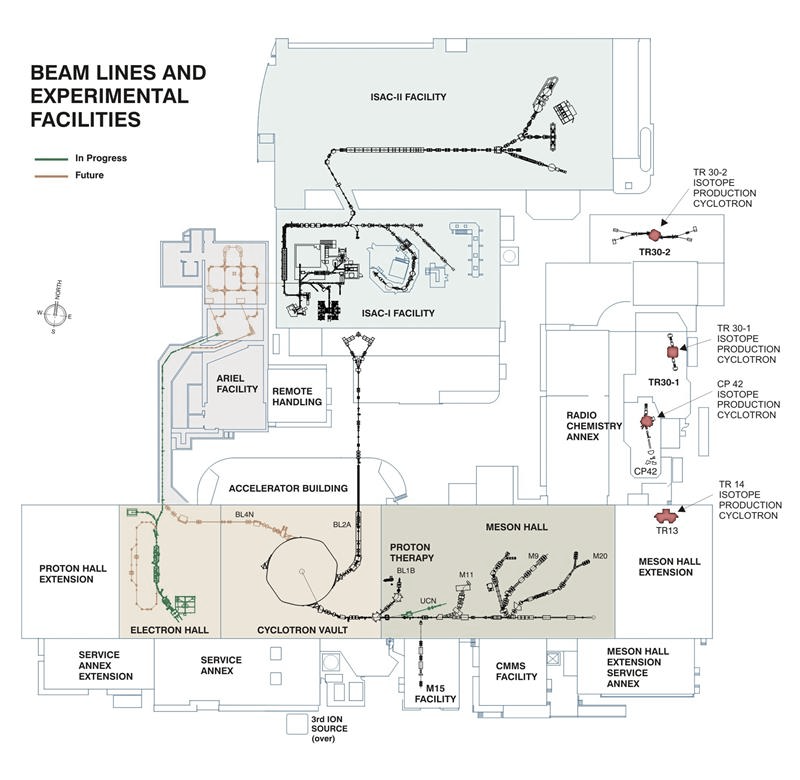 BEAM LINES AND
EXPERIMENTAL
FACILITIES
In Progress
Future
ISAC-II FACILITY
TR 30-2
ISOTOPE
PRODUCTION
CYCLOTRON
TR30-2
NORTH
W
E
S
ISAC-I FACILITY
TR 30-1
ISOTOPE
PRODUCTION
CYCLOTRON
TR30-1
ARIEL
FACILITY
REMOTE
HANDLING
CP 42
ISOTOPE
PRODUCTION
CYCLOTRON
RADIO
CHEMISTRY
ANNEX
CP42
ACCELERATOR BUILDING
TR 14
ISOTOPE
PRODUCTION
CYCLOTRON
TR13
BL4N
BL2A
MESON HALL
PROTON
THERAPY
BL1B
M9
M20
M11
UCN
PROTON HALL
EXTENSION
MESON HALL
EXTENSION
ELECTRON HALL
CYCLOTRON VAULT
SERVICE
ANNEX
EXTENSION
SERVICE
ANNEX
M15
FACILITY
CMMS
FACILITY
MESON HALL
EXTENSION
SERVICE
ANNEX
3rd ION
SOURCE
(over)